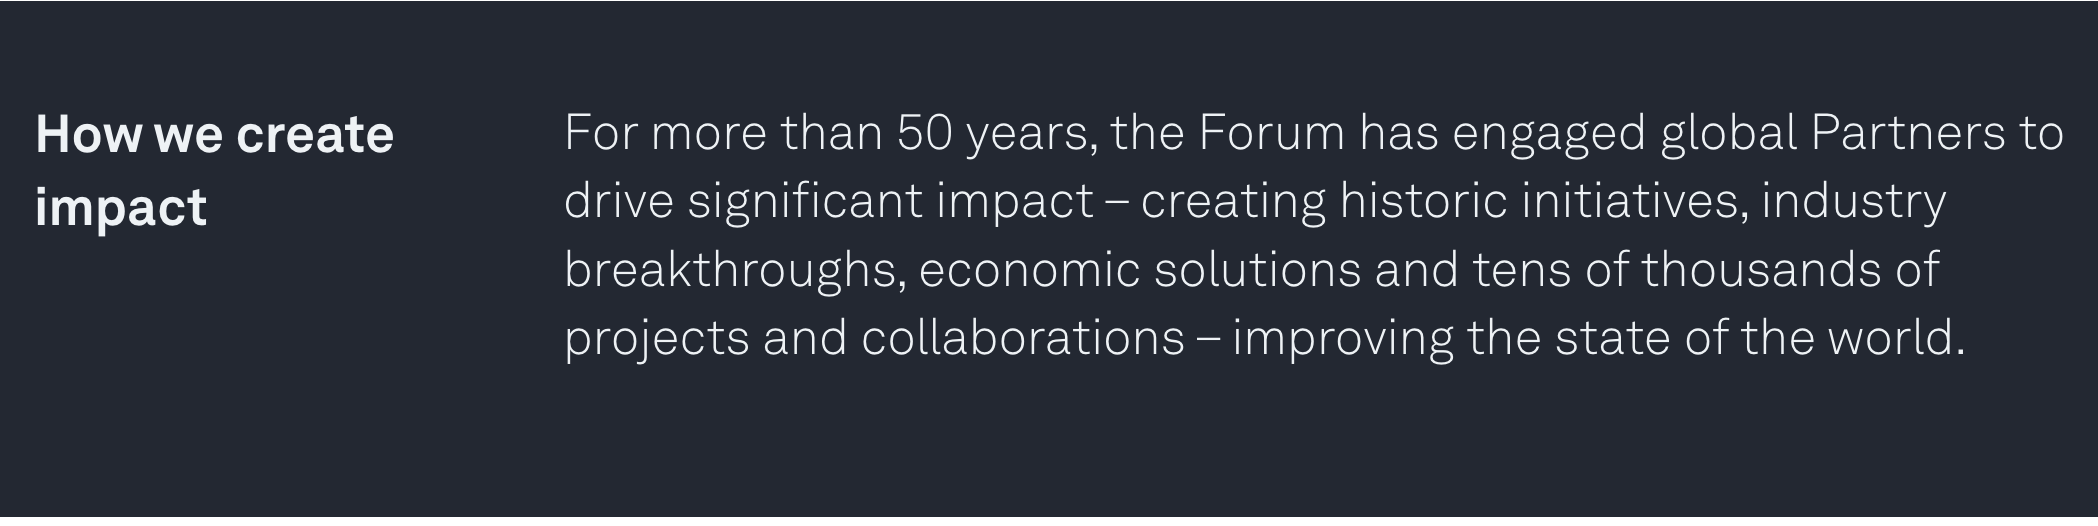 How we create
impact
For more than 50 years, the Forum has engaged global Partners to
drive significant impact – creating historic initiatives, industry
breakthroughs, economic solutions and tens of thousands of
projects and collaborations – improving the state of the world.